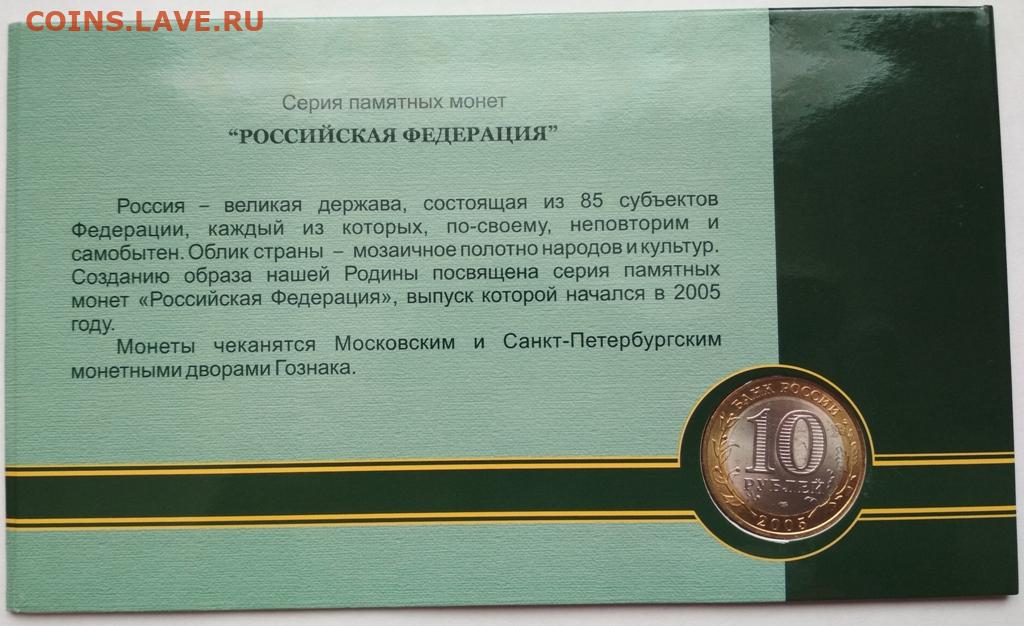 COINS.LAVE.RU
Серия памятных монет
“РОССИЙСКАЯ ФЕДЕРАЦИЯ”
Россия – великая держава, состоящая из 85 субъектов
Федерации, каждый из которых, по-своему, неповторим и
самобытен. Облик страны – мозаичное полотно народов и культур.
Созданию образа нашей Родины посвящена серия памятных
монет «Российская Федерация», выпуск которой начался в 2005
году.
Монеты чеканятся Московским и Санкт-Петербургским
монетными дворами Гознака.
БАНК РОССИИ
10
РУБЛЕЙ
2005